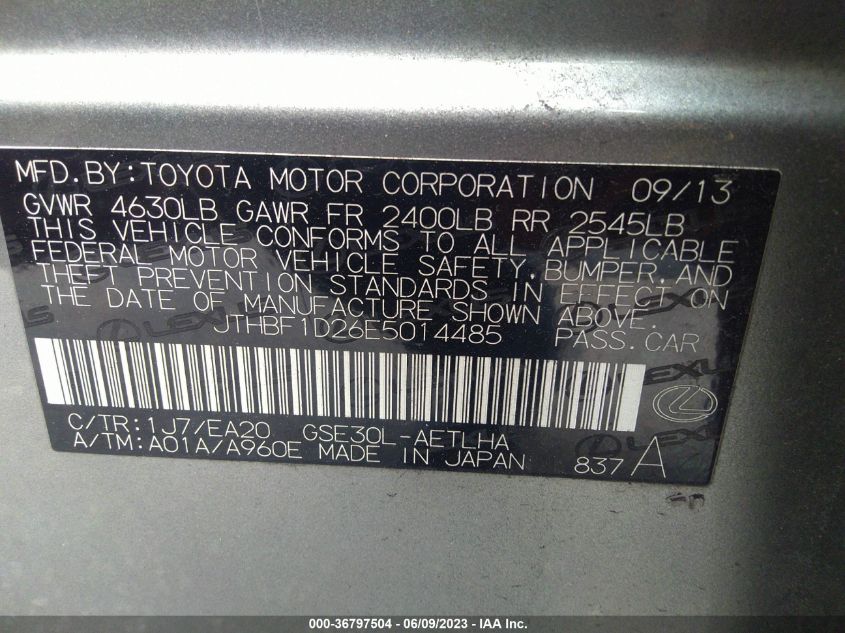 MFD.BY:TOYOTA MOTOR CORPORATION 09/13
GVWR 4630LB GAWR FR 2400LB RR 2545LB
THIS VEHICLE CONFORMS TO ALL APPLICABLE
FEDERAL MOTOR VEHICLE SAFETY,BUMPER,AND
THEFT PREVENTION STANDARDS IN EFFECT ON
THE DATE OF MANUFACTURE SHOWN ABOVE.
JTHBF1D26E5014485 PASS.CAR
LEXUS
C/TR:1J7/EA20 GSE30L-AETLHA
A/TM:A01A/A960E MADE IN JAPAN 837A
000-36797504 | 06/09/2023 | IAA Inc.